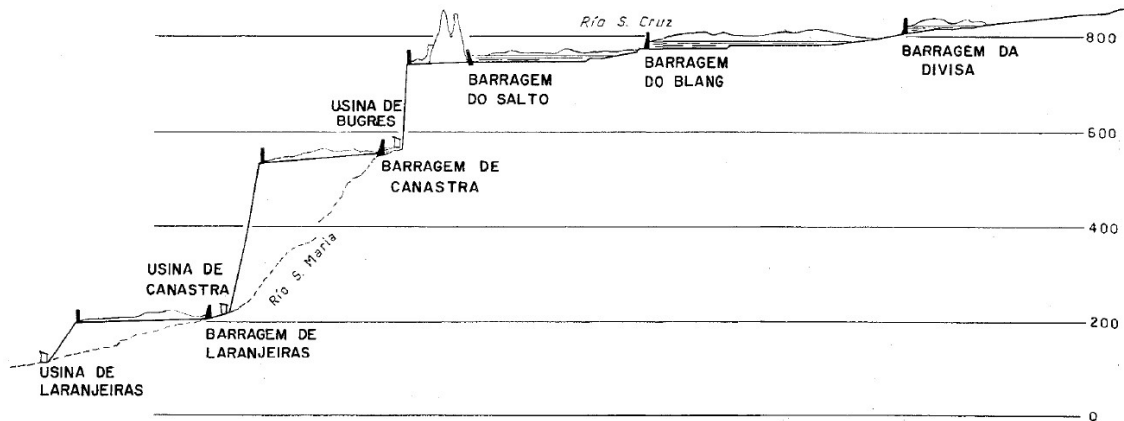 Río S. Cruz
800
BARRAGEM DA
DIVISA
BARRAGEM
DO BLANG
BARRAGEM
DO SALTO
USINA DE
BUGRES
600
BARRAGEM DE
CANASTRA
400
Río S. Maria
USINA DE
CANASTRA
200
BARRAGEM DE
LARANJEIRAS
USINA DE
LARANJEIRAS
0